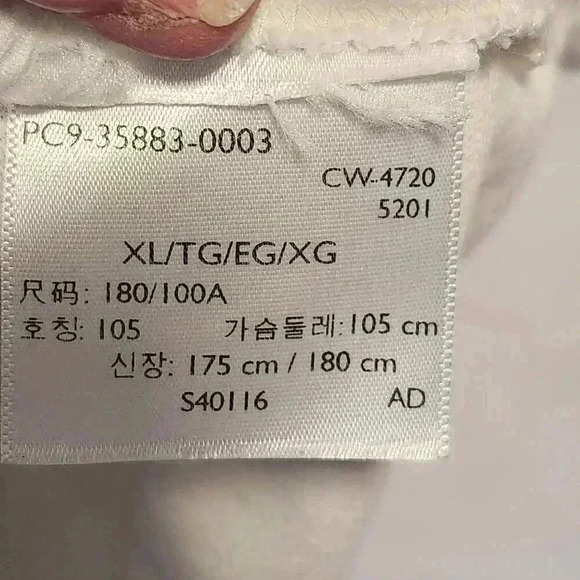 PC9-35883-0003
CW-4720
5201
XL/TG/EG/XG
尺码: 180/100A
호칭: 105 가슴둘레: 105 cm
신장: 175 cm / 180 cm
S40116 AD